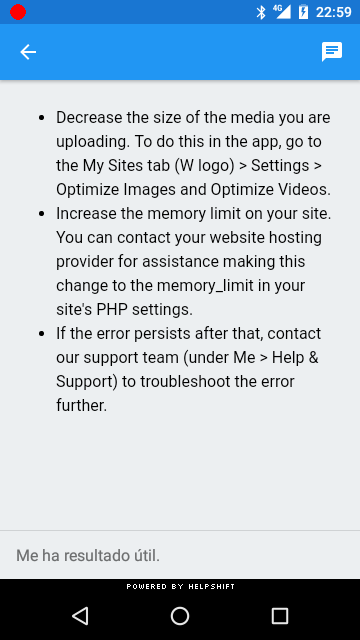 4G 22:59
• Decrease the size of the media you are
uploading. To do this in the app, go to
the My Sites tab (W logo) > Settings >
Optimize Images and Optimize Videos.
• Increase the memory limit on your site.
You can contact your website hosting
provider for assistance making this
change to the memory_limit in your
site's PHP settings.
• If the error persists after that, contact
our support team (under Me > Help &
Support) to troubleshoot the error
further.
Me ha resultado útil.
POWERED BY HELPSHIFT